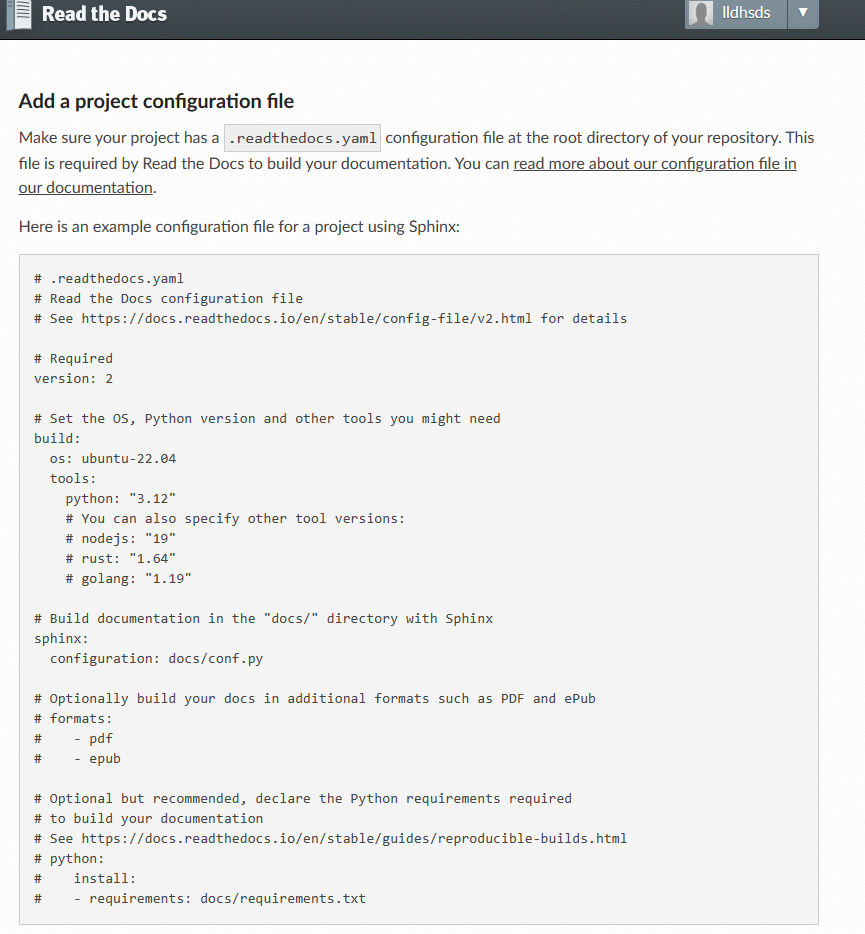 Read the Docs
lldhsds
Add a project configuration file
Make sure your project has a .readthedocs.yaml configuration file at the root directory of your repository. This
file is required by Read the Docs to build your documentation. You can read more about our configuration file in
our documentation.
Here is an example configuration file for a project using Sphinx:
# .readthedocs.yaml
# Read the Docs configuration file
# See https://docs.readthedocs.io/en/stable/config-file/v2.html for details
# Required
version: 2
# Set the OS, Python version and other tools you might need
build:
  os: ubuntu-22.04
  tools:
    python: "3.12"
    # You can also specify other tool versions:
    # nodejs: "19"
    # rust: "1.64"
    # golang: "1.19"
# Build documentation in the "docs/" directory with Sphinx
sphinx:
  configuration: docs/conf.py
# Optionally build your docs in additional formats such as PDF and ePub
# formats:
#    - pdf
#    - epub
# Optional but recommended, declare the Python requirements required
# to build your documentation
# See https://docs.readthedocs.io/en/stable/guides/reproducible-builds.html
# python:
#    install:
#    - requirements: docs/requirements.txt